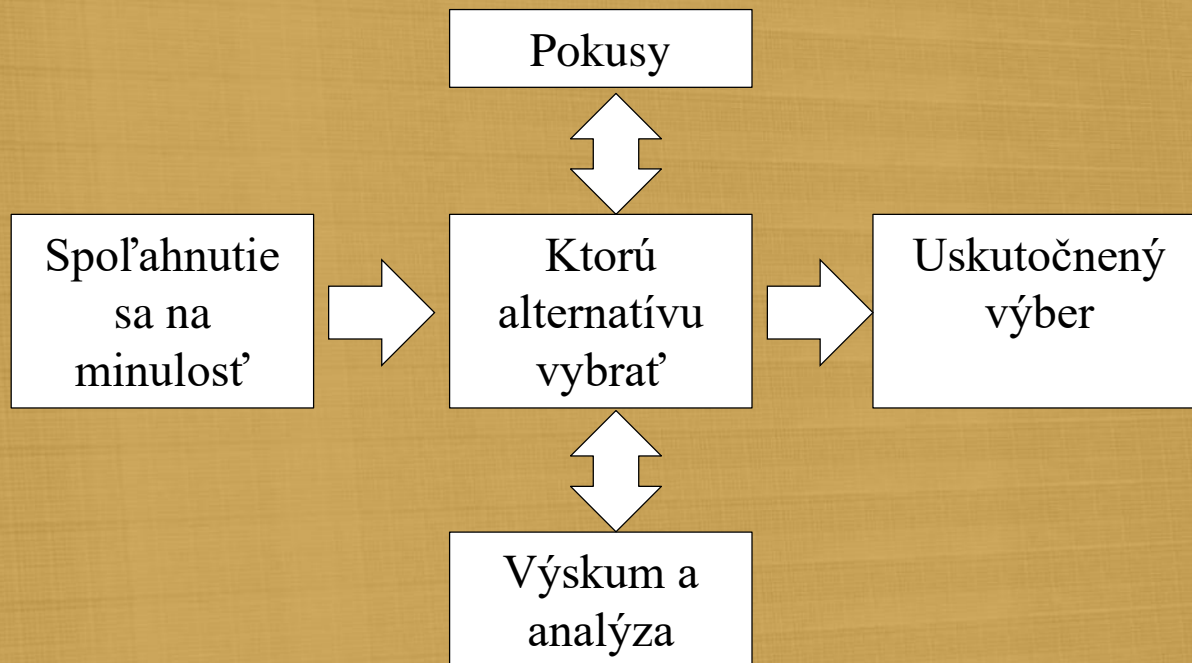 Pokusy
Spoľahnutie
sa na
minulosť
Ktorú
alternatívu
vybrať
Uskutočnený
výber
Výskum a
analýza